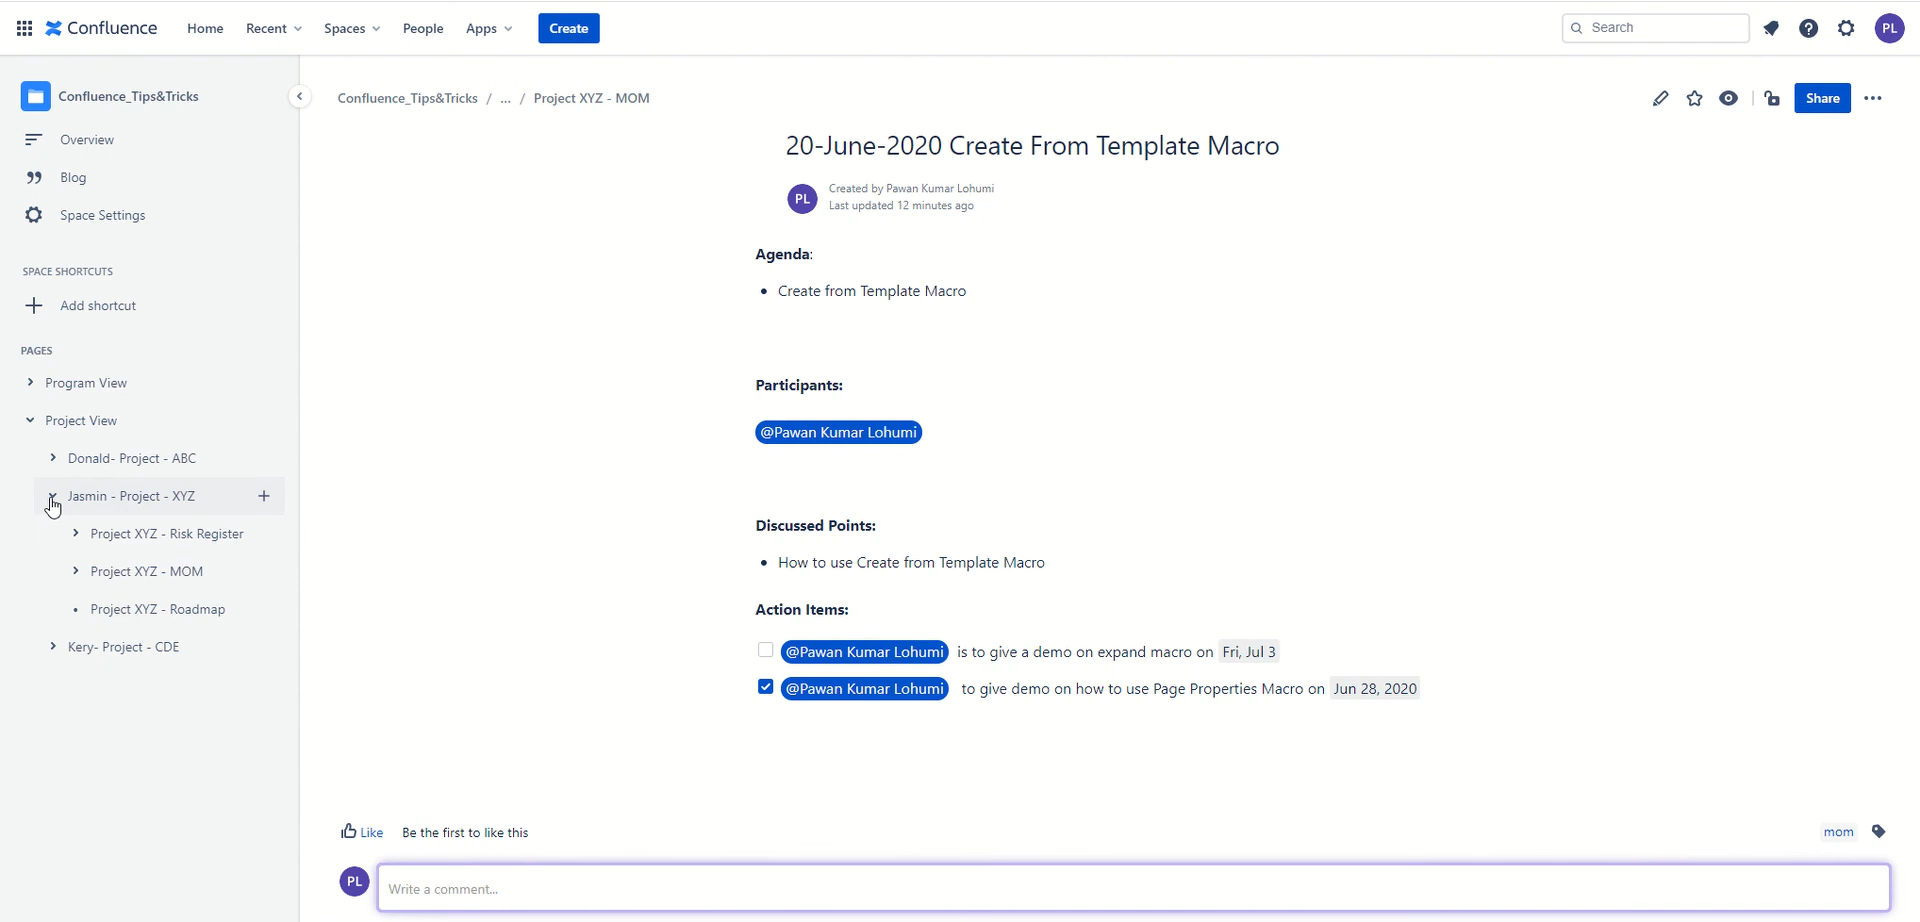 Confluence
Home
Recent
Spaces
People
Apps
Create
Search
PL
Confluence_Tips&Tricks
Overview
Blog
Space Settings
SPACE SHORTCUTS
Add shortcut
PAGES
Program View
Project View
Donald- Project - ABC
Jasmin - Project - XYZ
Project XYZ - Risk Register
Project XYZ - MOM
Project XYZ - Roadmap
Kery- Project - CDE
Confluence_Tips&Tricks / ... / Project XYZ - MOM
Share
20-June-2020 Create From Template Macro
PL
Created by Pawan Kumar Lohumi
Last updated 12 minutes ago
Agenda:
• Create from Template Macro
Participants:
@Pawan Kumar Lohumi
Discussed Points:
• How to use Create from Template Macro
Action Items:
@Pawan Kumar Lohumi is to give a demo on expand macro on Fri, Jul 3
@Pawan Kumar Lohumi to give demo on how to use Page Properties Macro on Jun 28, 2020
Like Be the first to like this
mom
PL
Write a comment...